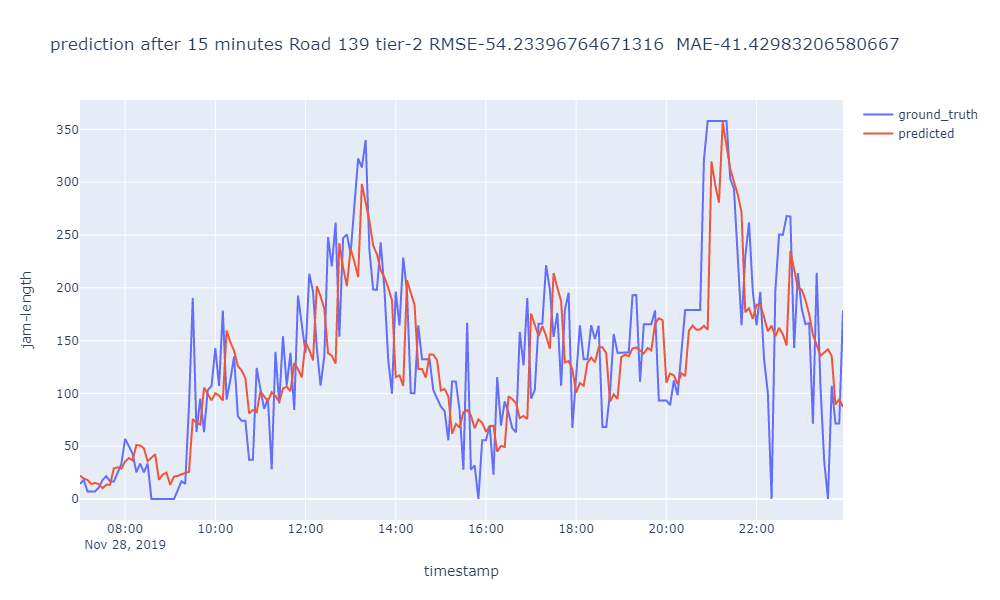 prediction after 15 minutes Road 139 tier-2 RMSE-54.23396764671316  MAE-41.42983206580667
ground_truth
predicted
350
300
250
200
150
100
50
0
jam-length
08:00 10:00 12:00 14:00 16:00 18:00 20:00 22:00
Nov 28, 2019
timestamp